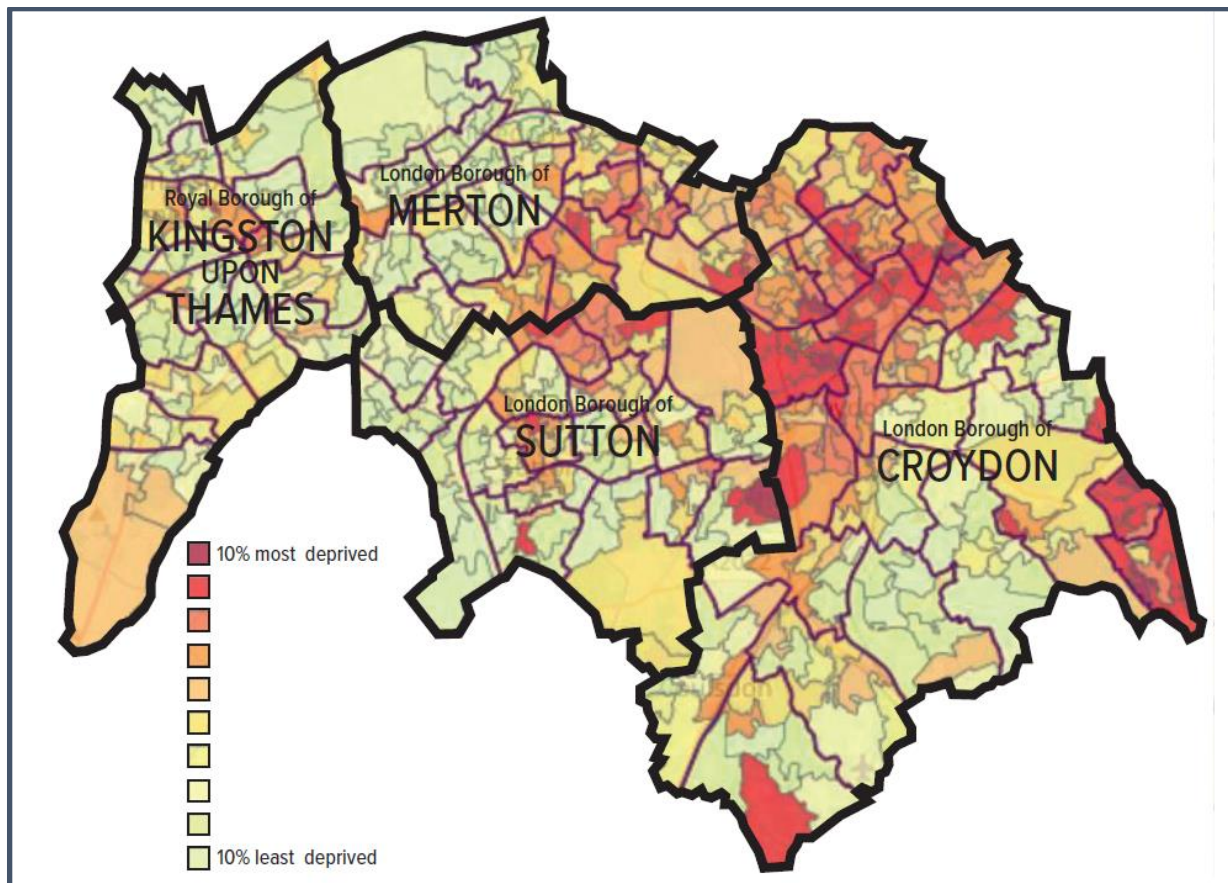 Royal Borough of
KINGSTON
UPON
THAMES
London Borough of
MERTON
London Borough of
SUTTON
London Borough of
CROYDON
10% most deprived
10% least deprived